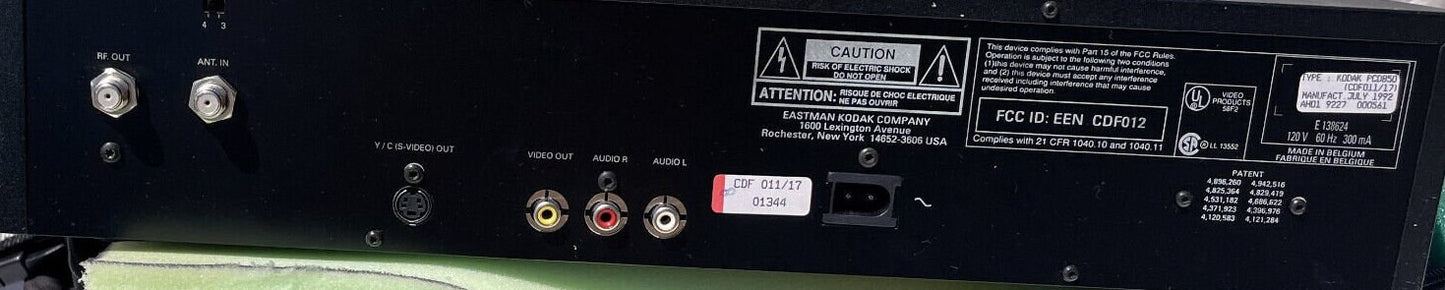 4 3
RF. OUT
ANT. IN
Y / C (S-VIDEO) OUT
VIDEO OUT
AUDIO R
AUDIO L
CAUTION
RISK OF ELECTRIC SHOCK
DO NOT OPEN
ATTENTION: RISQUE DE CHOC ELECTRIQUE
NE PAS OUVRIR
EASTMAN KODAK COMPANY
1600 Lexington Avenue
Rochester, New York 14652-3606 USA
CDF 011/17
01344
This device complies with Part 15 of the FCC Rules.
Operation is subject to the following two conditions
(1)this device may not cause harmful interference,
and (2) this device must accept any interference
received including interference that may cause
undesired operation.
FCC ID: EEN CDF012
Complies with 21 CFR 1040.10 and 1040.11
UL
VIDEO
PRODUCTS
58F2
LL 13552
TYPE : KODAK PCD850
(CDF011/17)
MANUFACT.JULY 1992
AH01 9227 000561
E 138624
120 V 60 Hz 300 mA
MADE IN BELGIUM
FABRIQUE EN BELGIQUE
PATENT
4,896,260 4,942,516
4,825,364 4,829,419
4,531,182 4,686,622
4,371,923 4,396,976
4,120,583 4,121,284